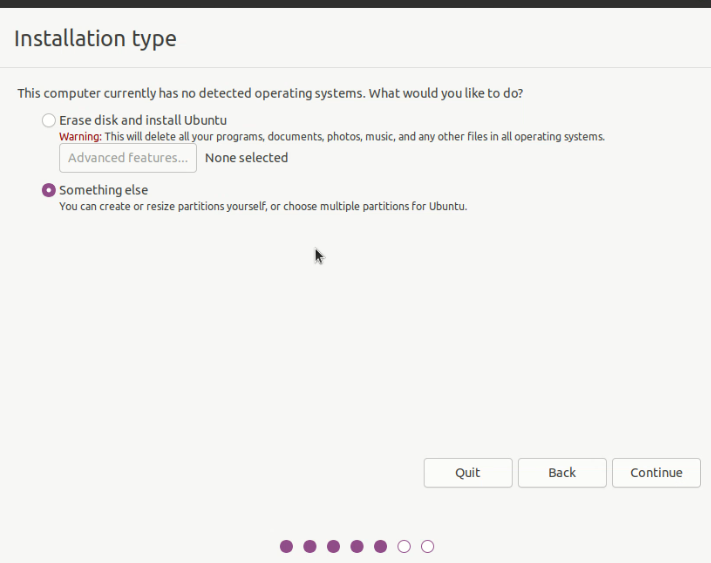 Installation type
This computer currently has no detected operating systems. What would you like to do?
Erase disk and install Ubuntu
Warning: This will delete all your programs, documents, photos, music, and any other files in all operating systems.
Advanced features... None selected
Something else
You can create or resize partitions yourself, or choose multiple partitions for Ubuntu.
Quit Back Continue